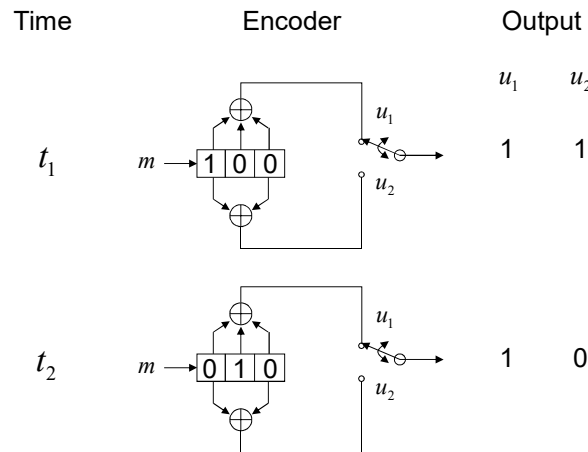 Time Encoder Output
u1 u2
u1
t1 m 1 0 0 1 1
u2
u1
t2 m 0 1 0 1 0
u2